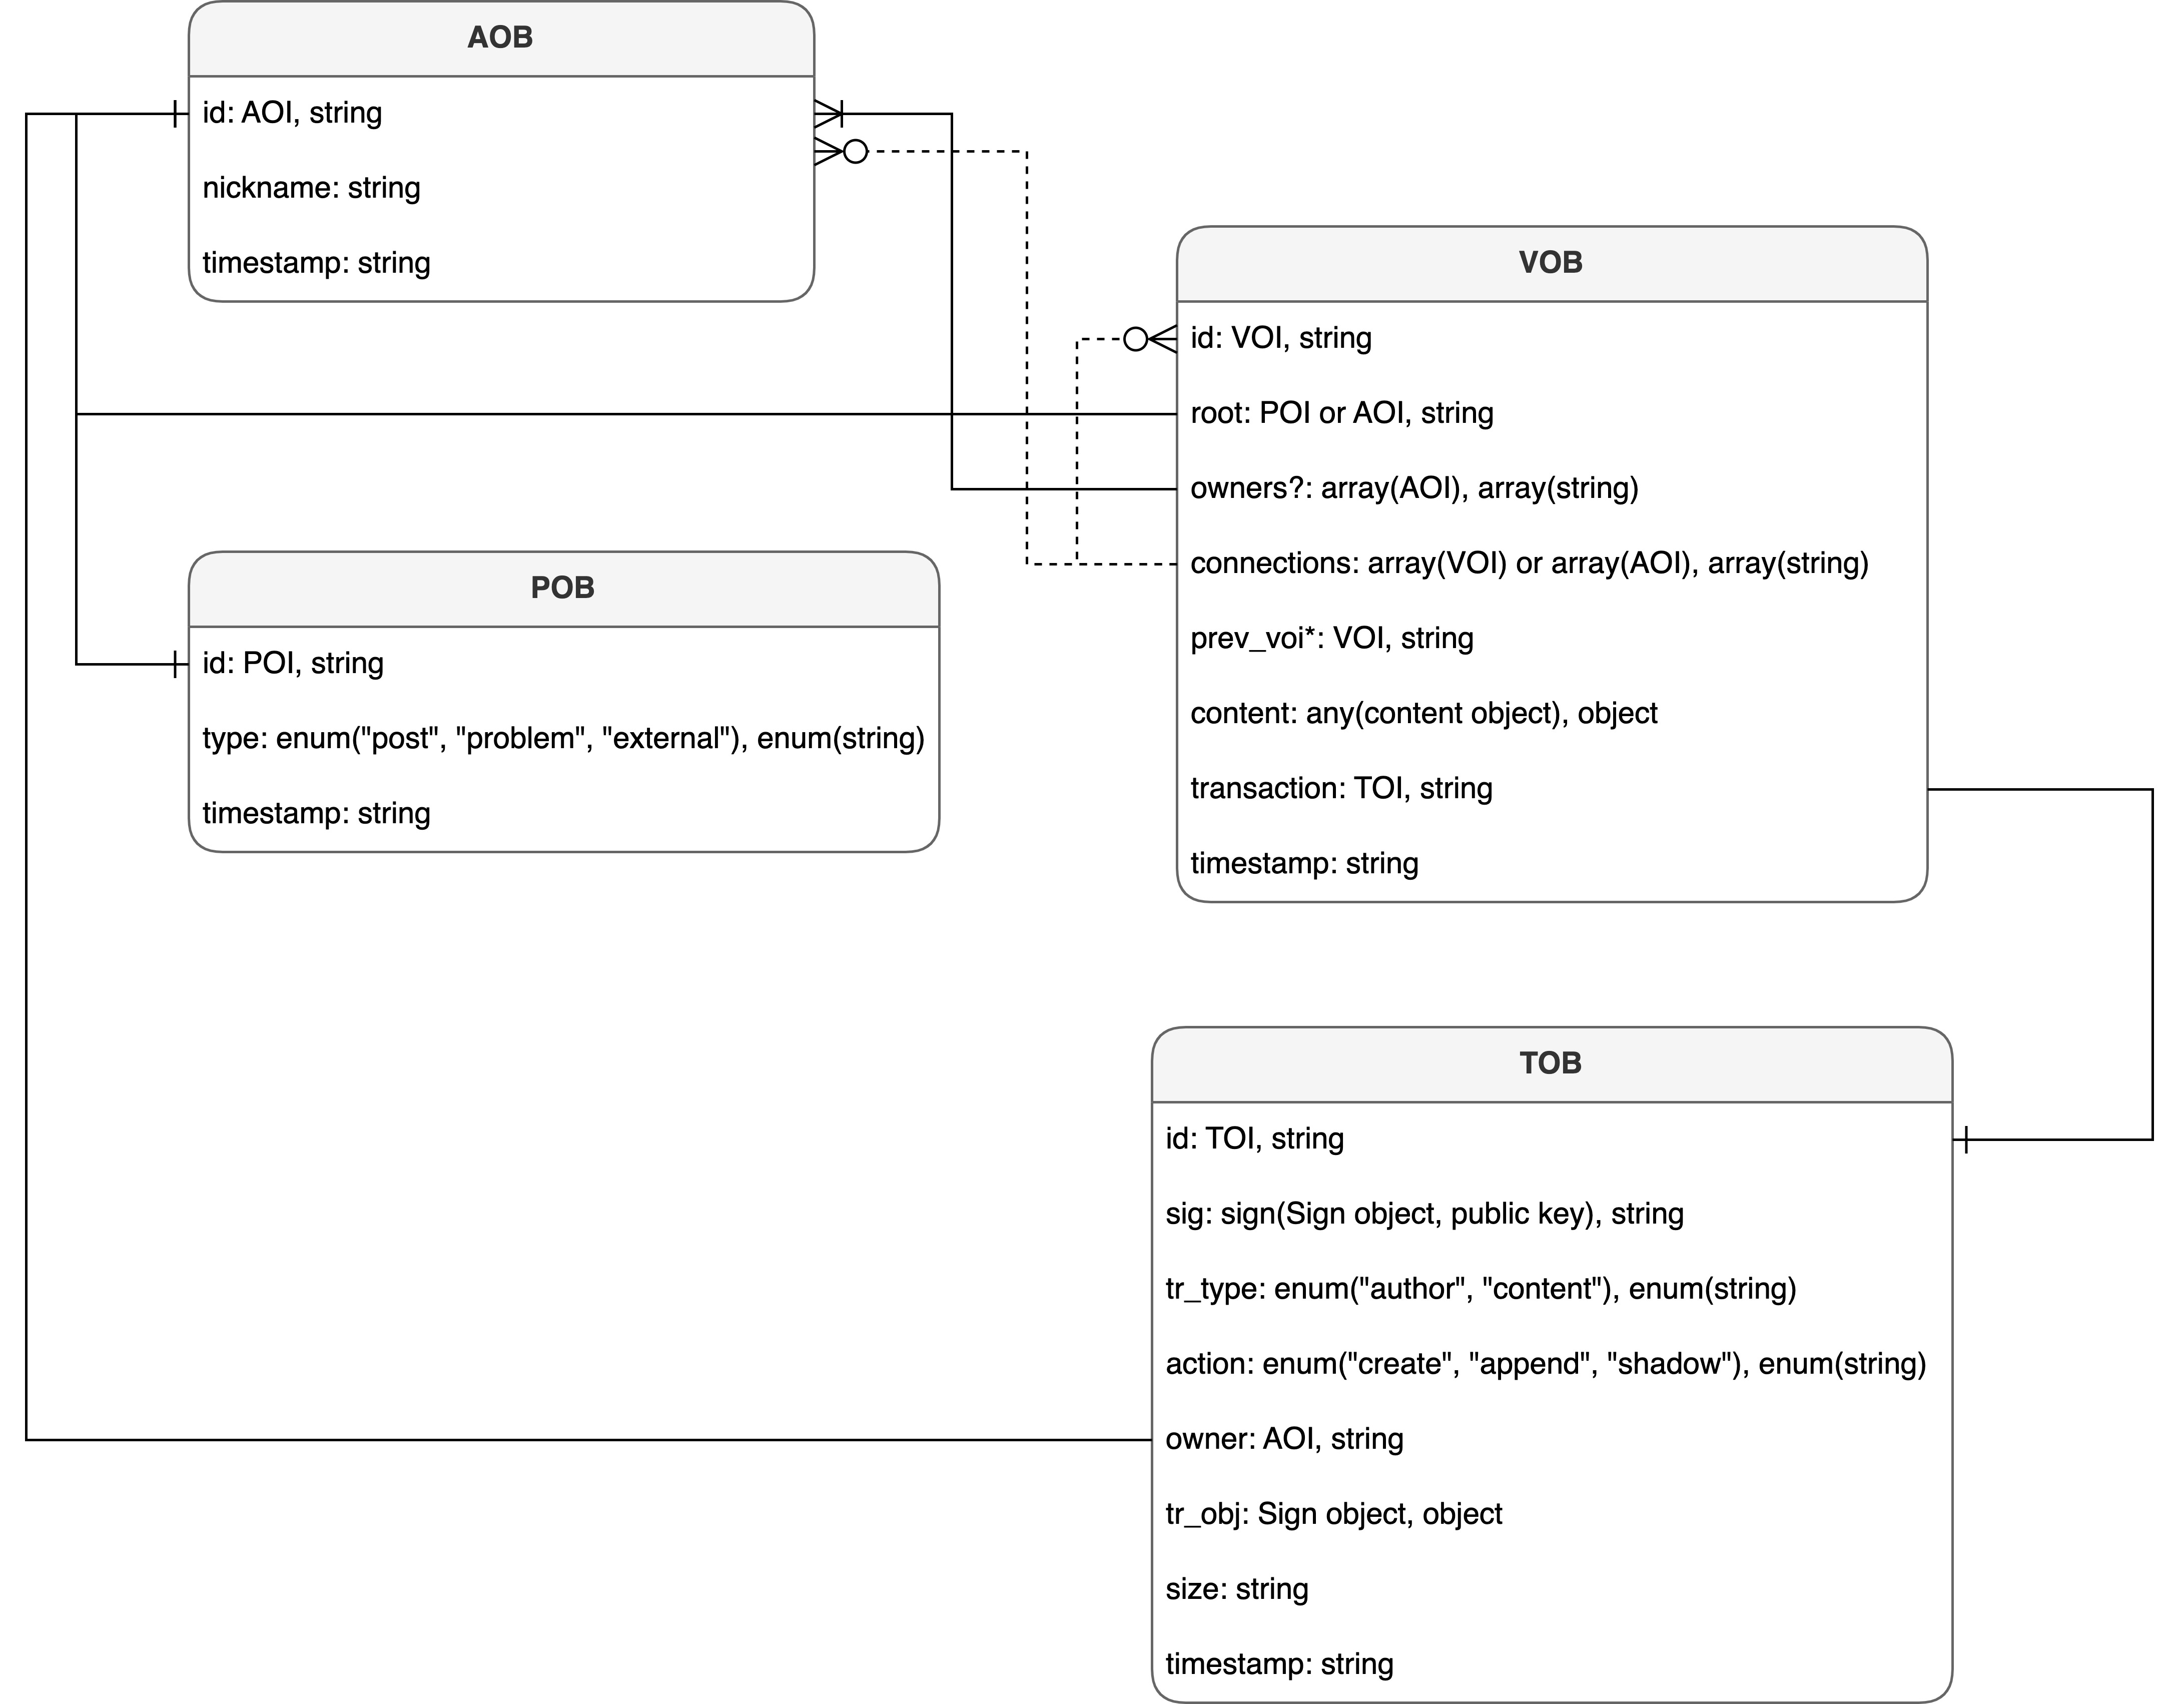 AOB
id: AOI, string
nickname: string
timestamp: string
VOB
id: VOI, string
root: POI or AOI, string
owners?: array(AOI), array(string)
connections: array(VOI) or array(AOI), array(string)
prev_voi*: VOI, string
content: any(content object), object
transaction: TOI, string
timestamp: string
POB
id: POI, string
type: enum("post", "problem", "external"), enum(string)
timestamp: string
TOB
id: TOI, string
sig: sign(Sign object, public key), string
tr_type: enum("author", "content"), enum(string)
action: enum("create", "append", "shadow"), enum(string)
owner: AOI, string
tr_obj: Sign object, object
size: string
timestamp: string